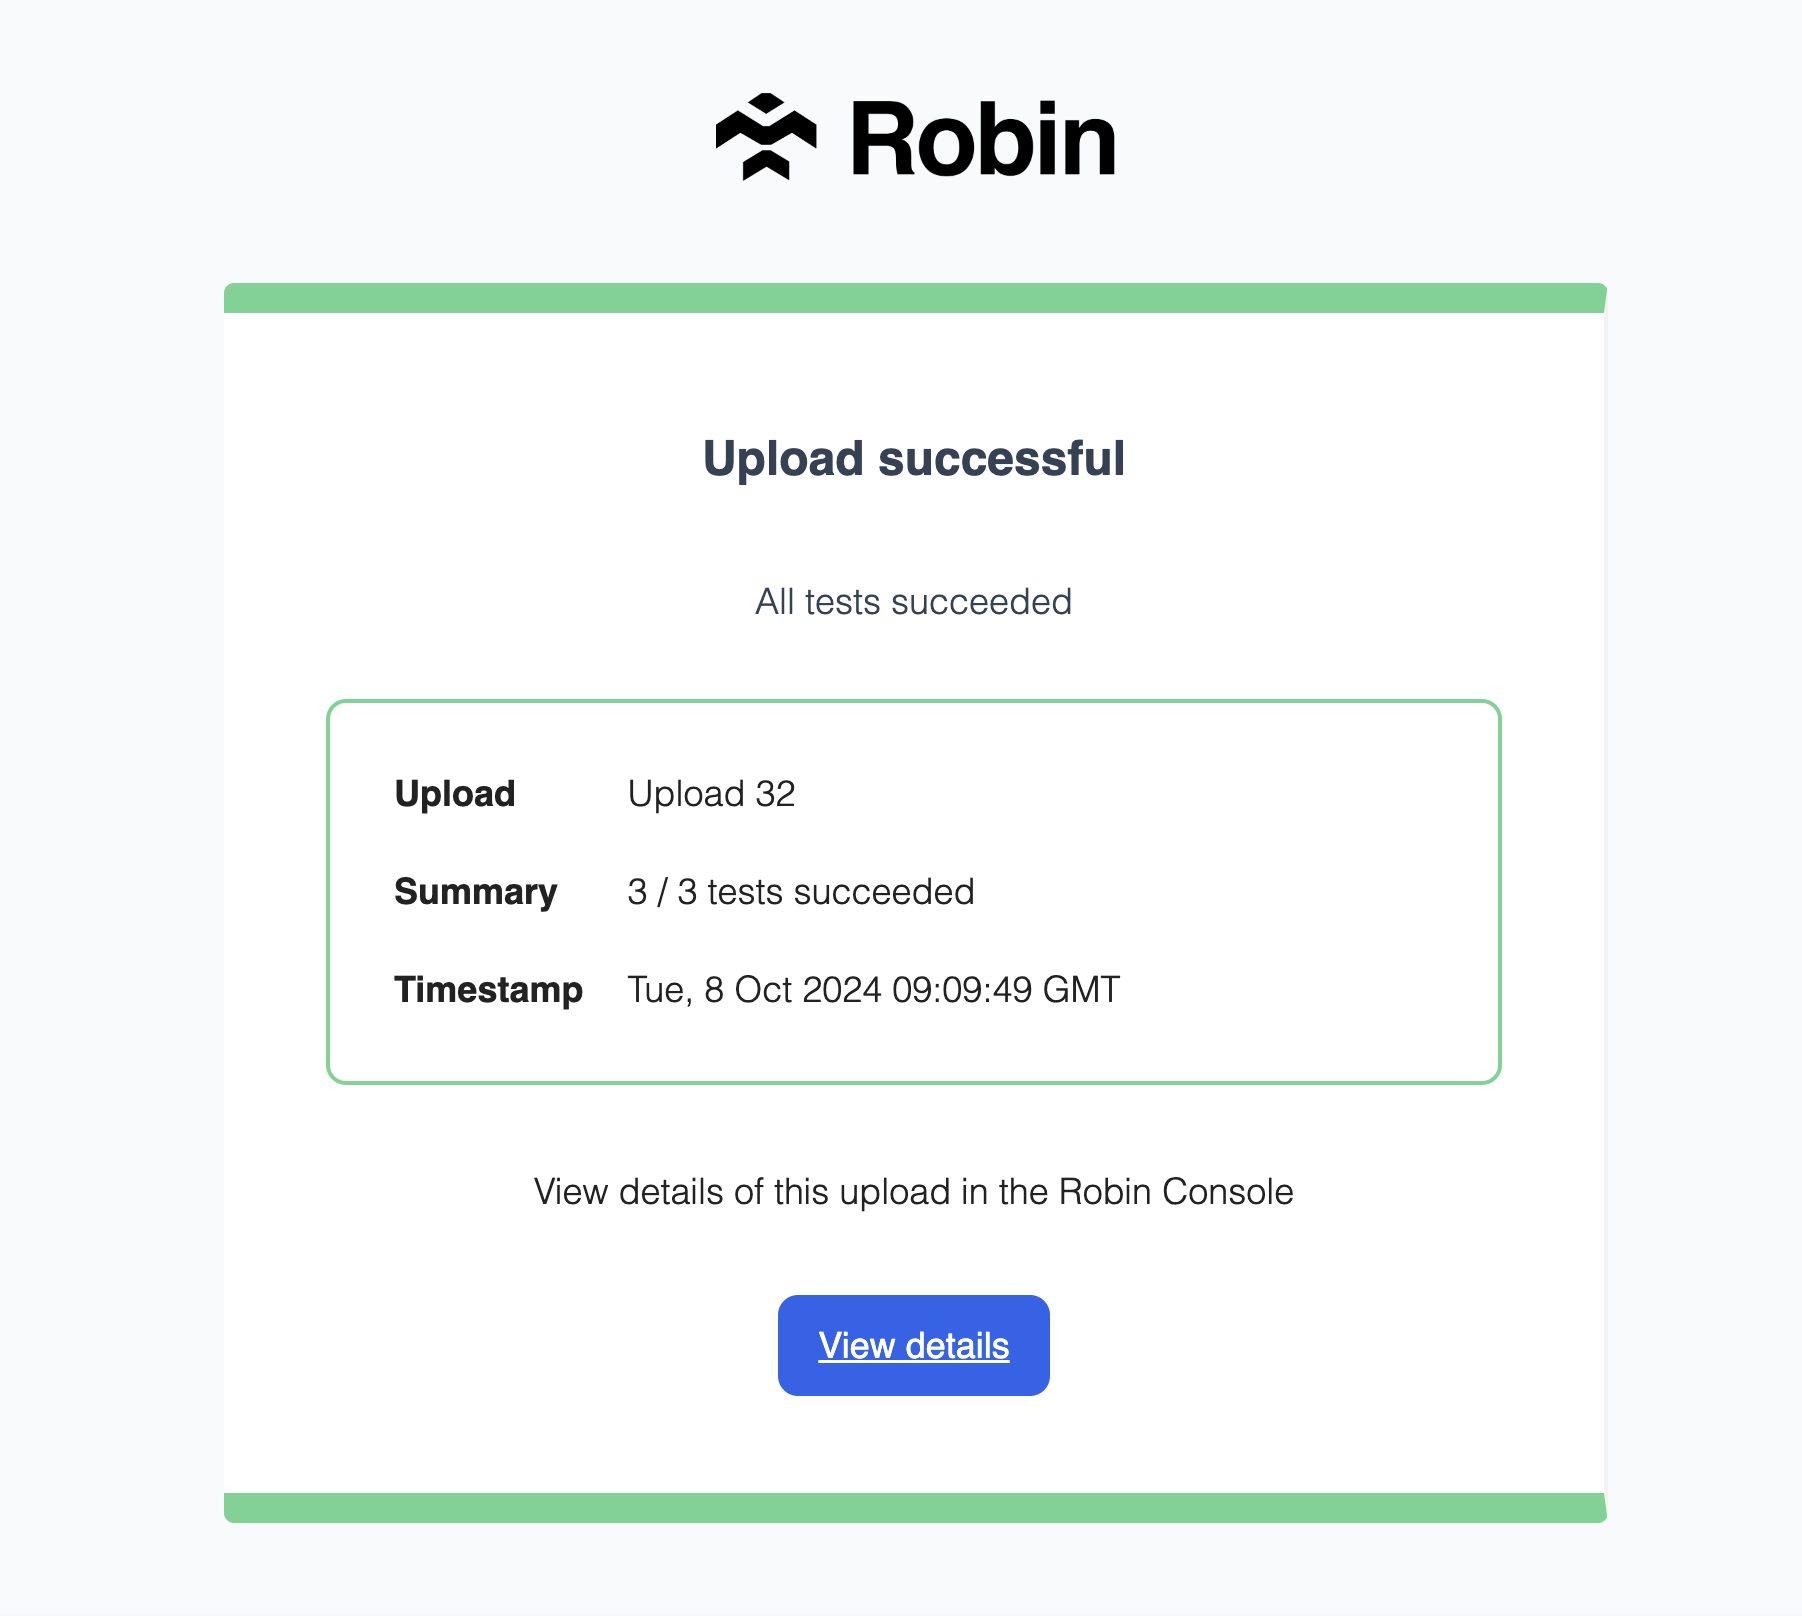 Robin
Upload successful
All tests succeeded
Upload Upload 32
Summary 3 / 3 tests succeeded
Timestamp Tue, 8 Oct 2024 09:09:49 GMT
View details of this upload in the Robin Console
View details